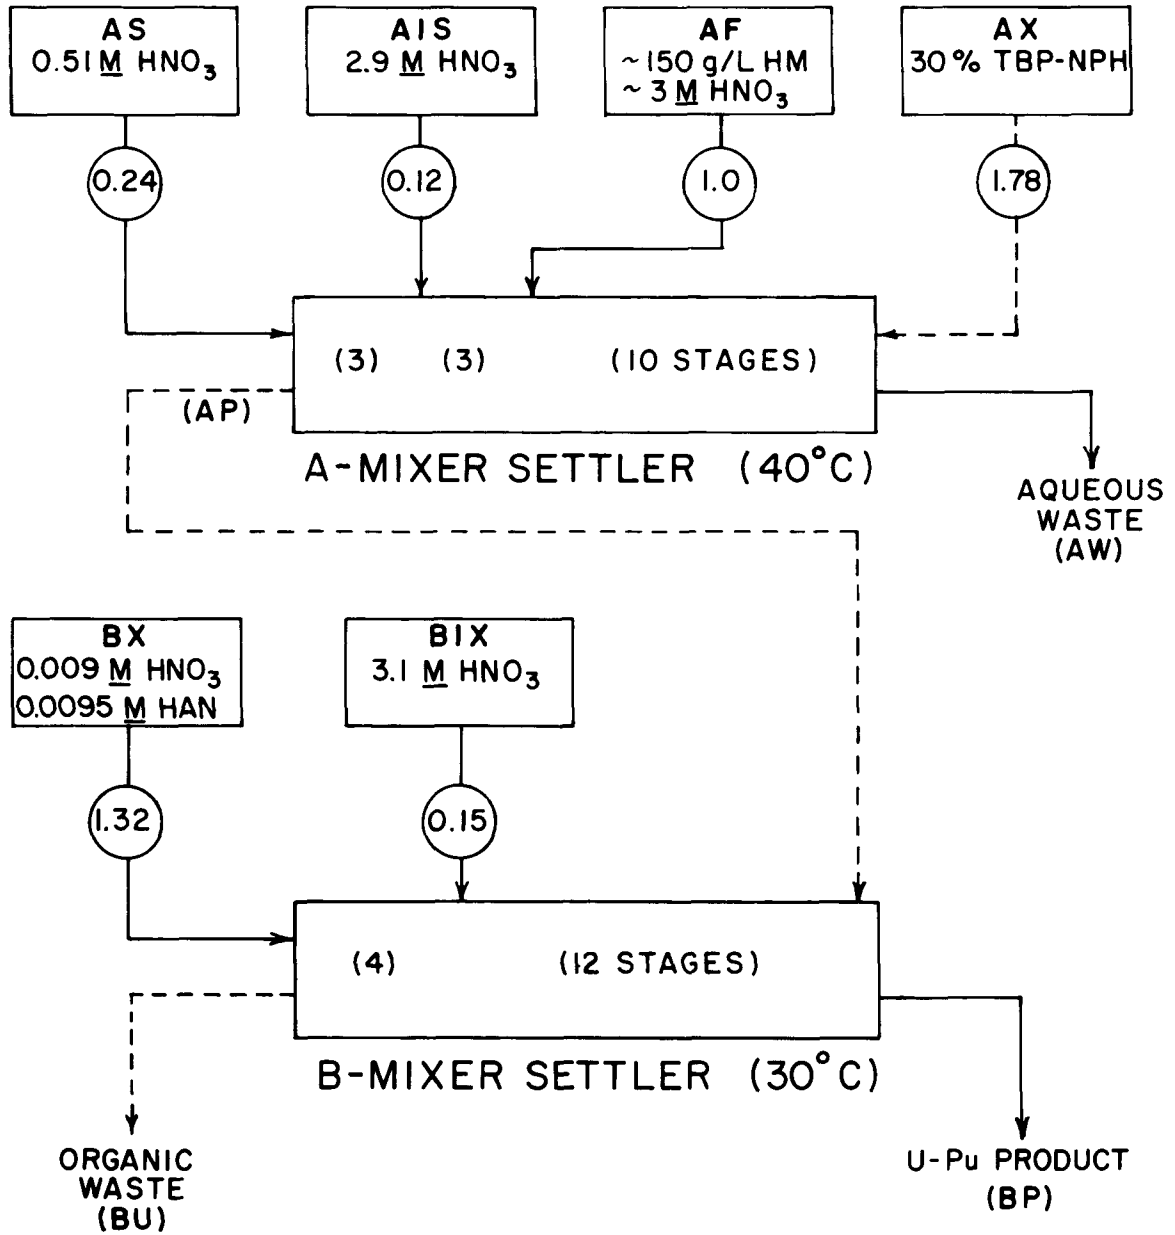 AS
0.51 M HNO₃
A1S
2.9 M HNO₃
AF
~150 g/L HM
~3 M HNO₃
AX
30% TBP-NPH
0.24
0.12
1.0
1.78
(3)
(3)
(10 STAGES)
(AP)
A-MIXER SETTLER (40°C)
AQUEOUS
WASTE
(AW)
BX
0.009 M HNO₃
0.0095 M HAN
B1X
3.1 M HNO₃
1.32
0.15
(4)
(12 STAGES)
B-MIXER SETTLER (30°C)
ORGANIC
WASTE
(BU)
U-Pu PRODUCT
(BP)